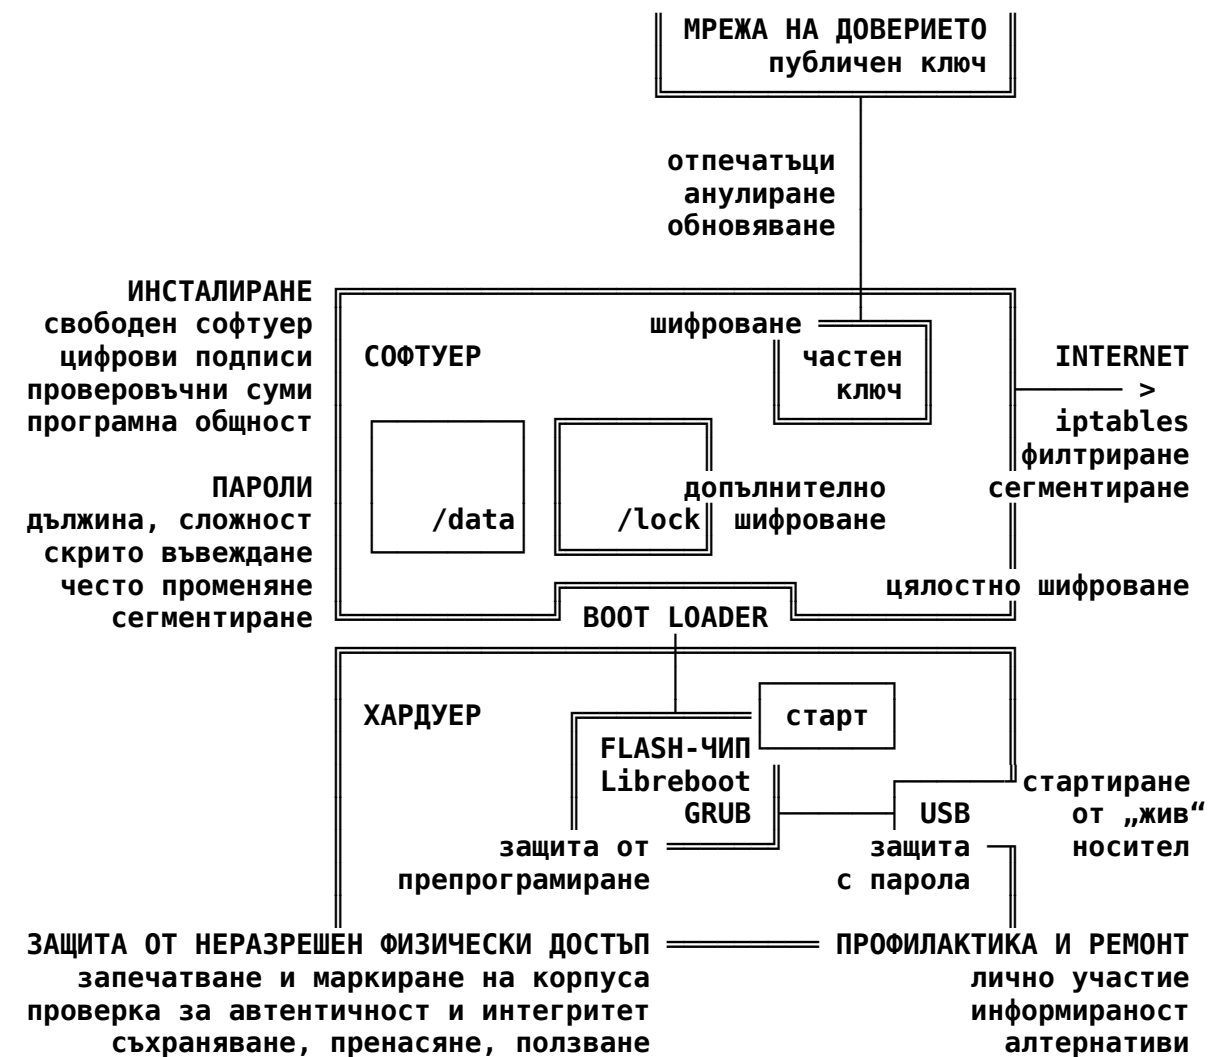 МРЕЖА НА ДОВЕРИЕТО
публичен ключ
отпечатъци
анулиране
обновяване
ИНСТАЛИРАНЕ
свободен софтуер
цифрови подписи
проверовъчни суми
програмна общност
ПАРОЛИ
дължина, сложност
скрито въвеждане
често променяне
сегментиране
СОФТУЕР
шифроване
частен
ключ
/data
/lock
допълнително
шифроване
INTERNET
>
iptables
филтриране
сегментиране
цялостно шифроване
BOOT LOADER
ХАРДУЕР
старт
FLASH-ЧИП
Libreboot
GRUB
защита от
препрограмиране
USB
защита
с парола
стартиране
от „жив“
носител
ЗАЩИТА ОТ НЕРАЗРЕШЕН ФИЗИЧЕСКИ ДОСТЪП
запечатване и маркиране на корпуса
проверка за автентичност и интегритет
съхраняване, пренасяне, ползване
ПРОФИЛАКТИКА И РЕМОНТ
лично участие
информираност
алтернативи